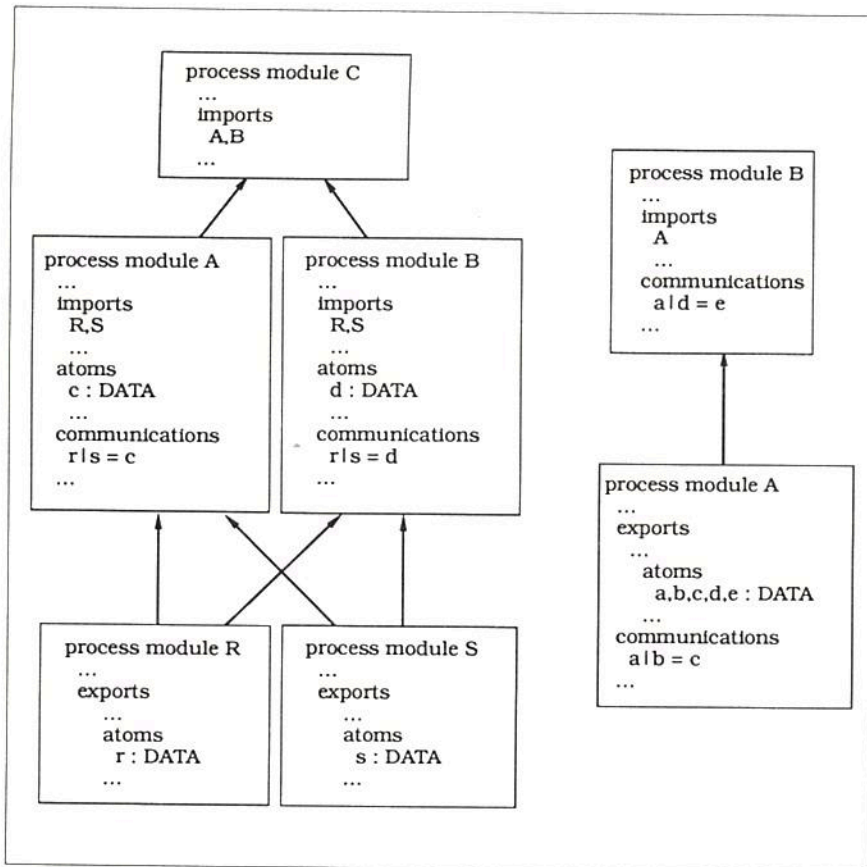 process module C
...
imports
A,B
...
process module A
...
imports
R,S
...
atoms
c : DATA
...
communications
r|s = c
...
process module B
...
imports
R,S
...
atoms
d : DATA
...
communications
r|s = d
...
process module R
...
exports
...
atoms
r : DATA
...
process module S
...
exports
...
atoms
s : DATA
...
process module B
...
imports
A
...
communications
a|d = e
...
process module A
...
exports
...
atoms
a,b,c,d,e : DATA
...
communications
a|b = c
...